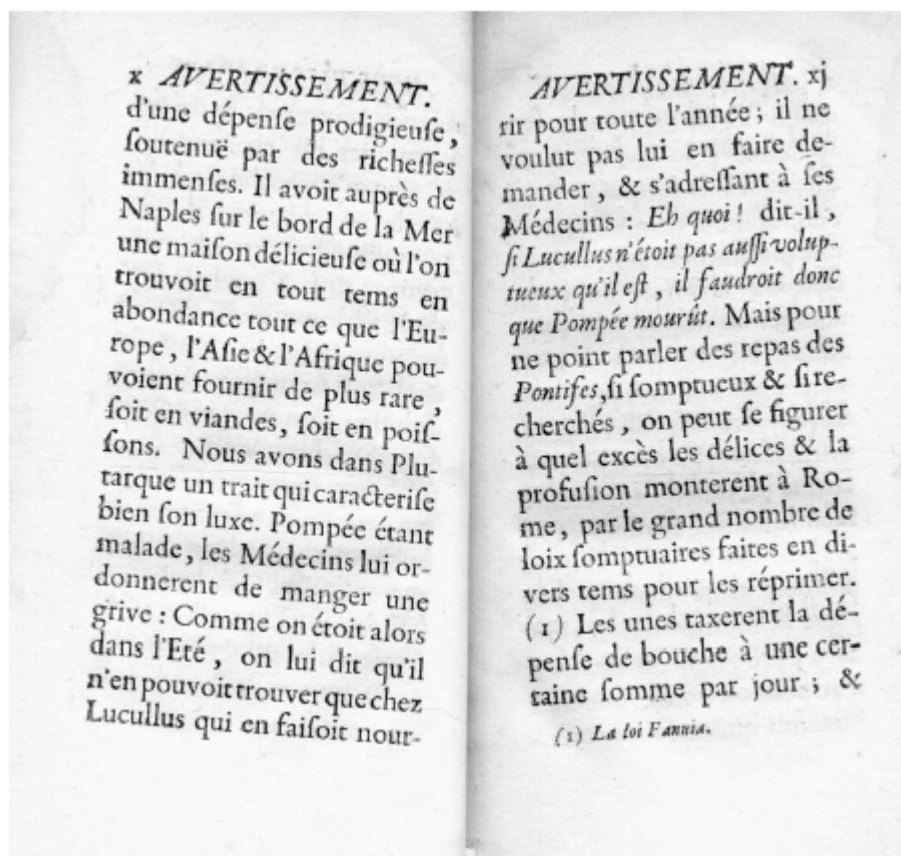 x AVERTISSEMENT.
d'une dépenſe prodigieuſe,
ſoutenuë par des richeſſes
immenſes. Il avoit auprès de
Naples ſur le bord de la Mer
une maiſon délicieuſe où l'on
trouvoit en tout tems en
abondance tout ce que l'Eu-
rope, l'Aſie & l'Afrique pou-
voient fournir de plus rare,
ſoit en viandes, ſoit en poiſ-
ſons. Nous avons dans Plu-
tarque un trait qui caractériſe
bien ſon luxe. Pompée étant
malade, les Médecins lui or-
donnerent de manger une
grive : Comme on étoit alors
dans l'Eté, on lui dit qu'il
n'en pouvoit trouver que chez
Lucullus qui en faiſoit nour-
AVERTISSEMENT. xj
rir pour toute l'année ; il ne
voulut pas lui en faire de-
mander, & s'adreſſant à ſes
Médecins : Eh quoi ! dit-il,
ſi Lucullus n'étoit pas auſſi volup-
tueux qu'il eſt, il faudroit donc
que Pompée mourût. Mais pour
ne point parler des repas des
Pontifes, ſi ſomptueux & ſi re-
cherchés, on peut ſe figurer
à quel excès les délices & la
profuſion monterent à Ro-
me, par le grand nombre de
loix ſomptuaires faites en di-
vers tems pour les réprimer.
(1) Les unes taxerent la dé-
penſe de bouche à une cer-
taine ſomme par jour ; &
(1) La loi Fannia.